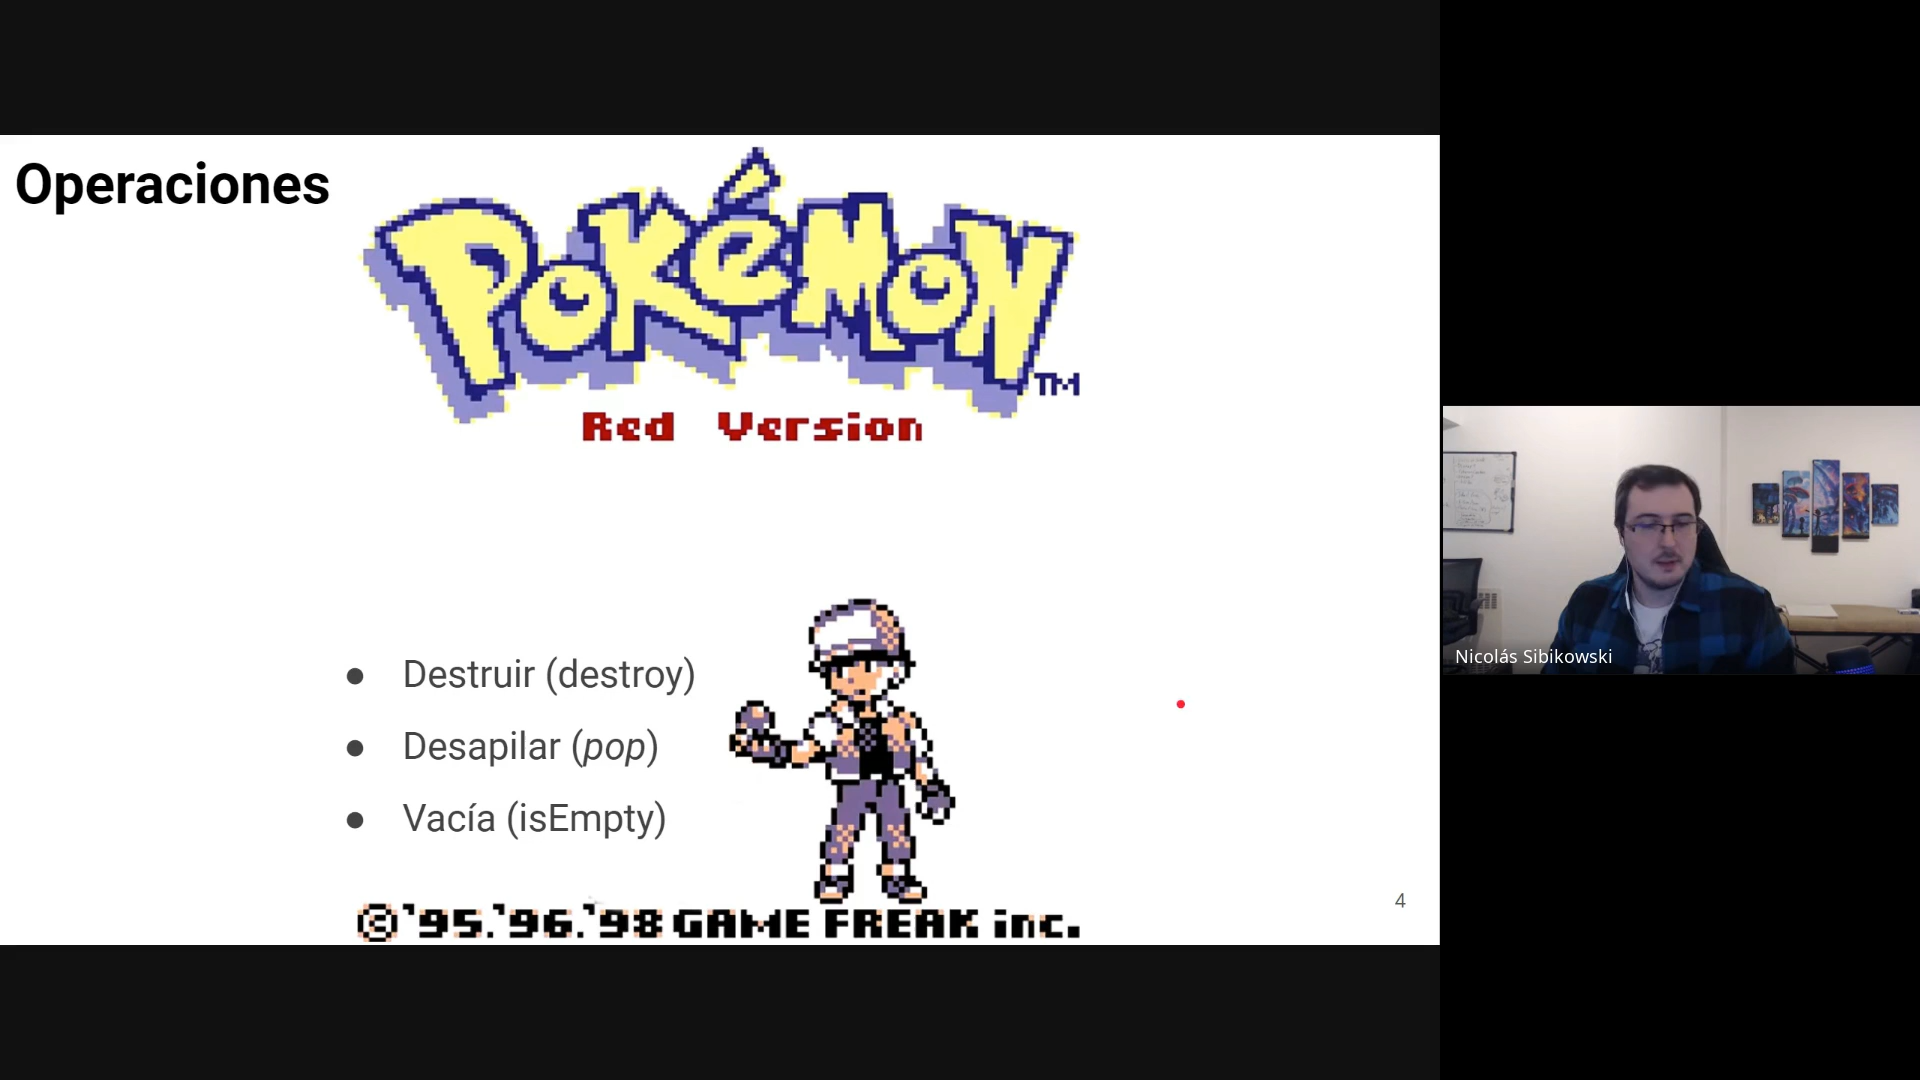 Operaciones
POKéMON
TM
Red Version
● Destruir (destroy)
● Desapilar (pop)
● Vacía (isEmpty)
©'95.'96.'98 GAME FREAK inc.
4
Nicolás Sibikowski